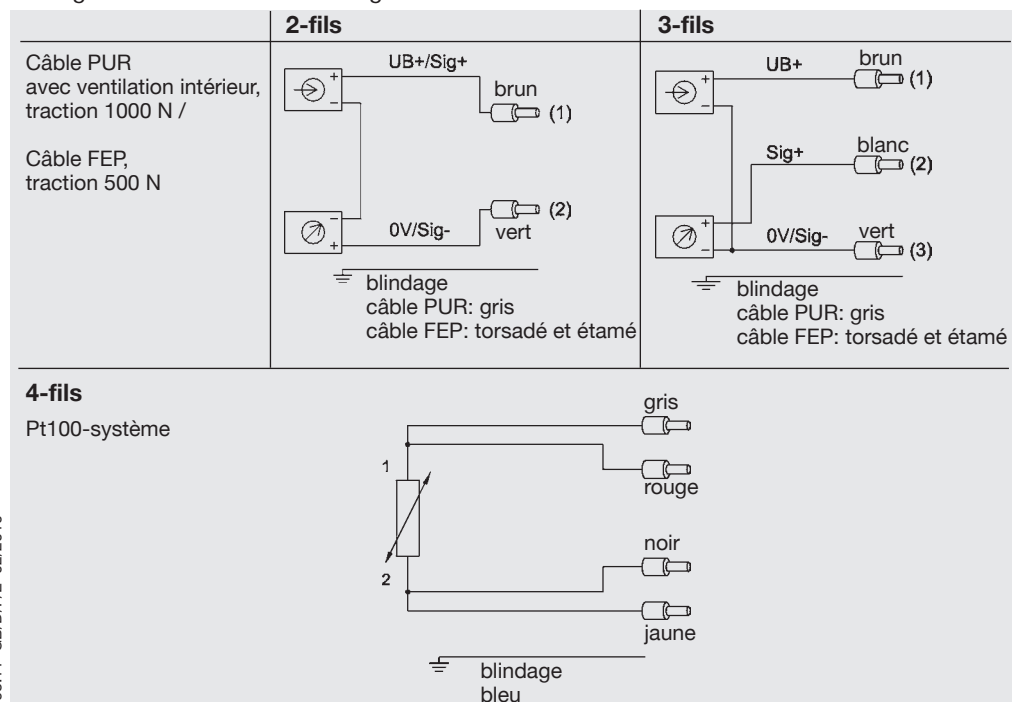 2-fils
3-fils
Câble PUR
avec ventilation intérieur,
traction 1000 N /
Câble FEP,
traction 500 N
UB+/Sig+
brun
(1)
+
-
-
+
(2)
0V/Sig-
vert
blindage
câble PUR: gris
câble FEP: torsadé et étamé
UB+
brun
(1)
+
-
Sig+
blanc
(2)
+
-
0V/Sig-
vert
(3)
blindage
câble PUR: gris
câble FEP: torsadé et étamé
4-fils
Pt100-système
gris
1
rouge
noir
2
jaune
blindage
bleu